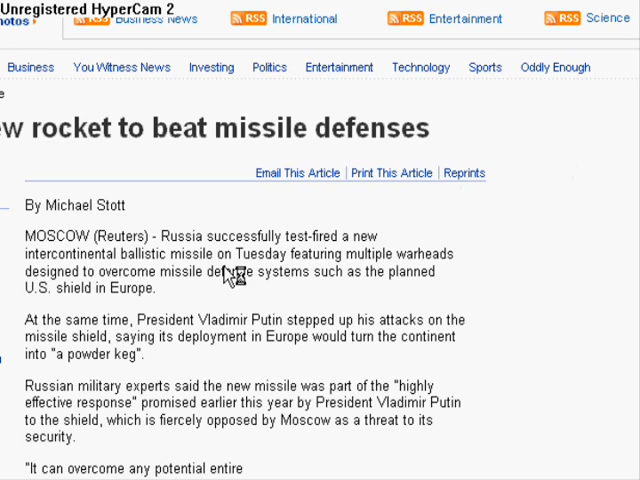 Unregistered HyperCam 2
hotos
RSS Business News RSS International RSS Entertainment RSS Science
Business You Witness News Investing Politics Entertainment Technology Sports Oddly Enough
e
ew rocket to beat missile defenses
Email This Article | Print This Article | Reprints
By Michael Stott
MOSCOW (Reuters) - Russia successfully test-fired a new
intercontinental ballistic missile on Tuesday featuring multiple warheads
designed to overcome missile defense systems such as the planned
U.S. shield in Europe.
At the same time, President Vladimir Putin stepped up his attacks on the
missile shield, saying its deployment in Europe would turn the continent
into "a powder keg".
Russian military experts said the new missile was part of the "highly
effective response" promised earlier this year by President Vladimir Putin
to the shield, which is fiercely opposed by Moscow as a threat to its
security.
"It can overcome any potential entire